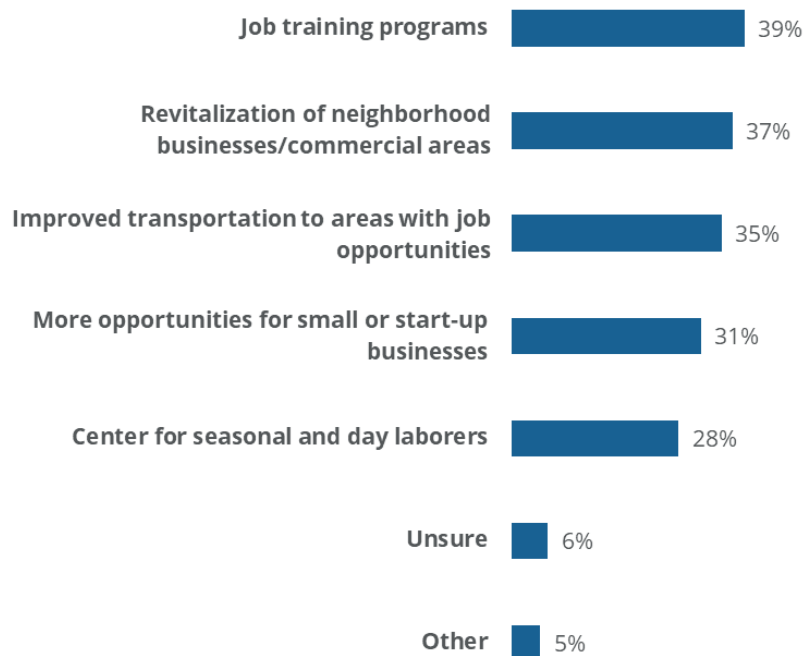 Job training programs
39%
Revitalization of neighborhood
businesses/commercial areas
37%
Improved transportation to areas with job
opportunities
35%
More opportunities for small or start-up
businesses
31%
Center for seasonal and day laborers
28%
Unsure
6%
Other
5%